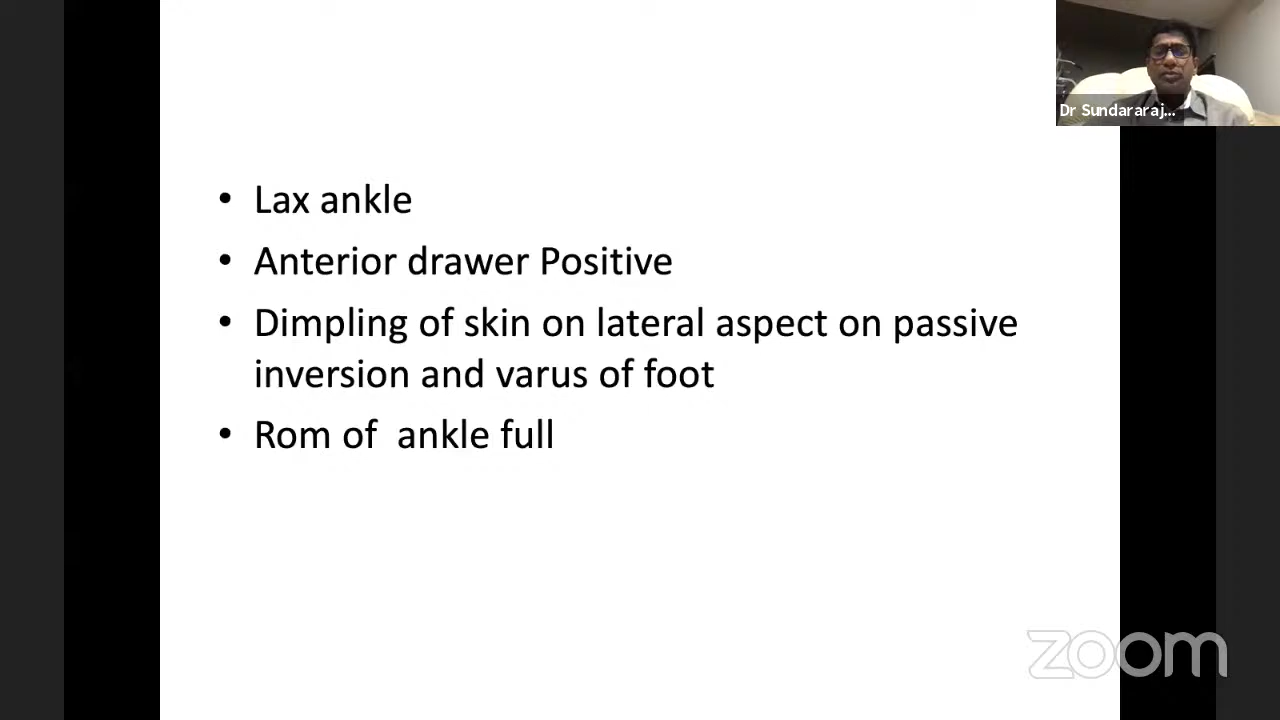 Dr Sundararaj...
• Lax ankle
• Anterior drawer Positive
• Dimpling of skin on lateral aspect on passive
inversion and varus of foot
• Rom of  ankle full
zoom